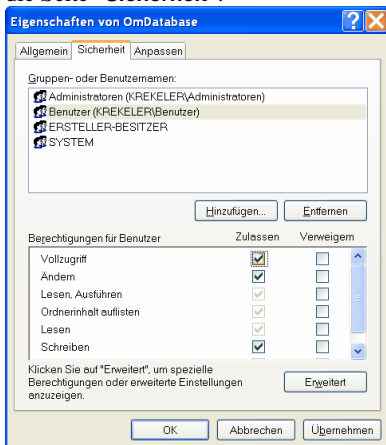 die Seite "Sicherheit".
Eigenschaften von OmDatabase
Allgemein Sicherheit Anpassen
Gruppen- oder Benutzernamen:
Administratoren (KREKELER\Administratoren)
Benutzer (KREKELER\Benutzer)
ERSTELLER-BESITZER
SYSTEM
Hinzufügen... Entfernen
Berechtigungen für Benutzer Zulassen Verweigern
Vollzugriff
Ändern
Lesen, Ausführen
Ordnerinhalt auflisten
Lesen
Schreiben
Klicken Sie auf "Erweitert", um spezielle
Berechtigungen oder erweiterte Einstellungen
anzuzeigen.
Erweitert
OK Abbrechen Übernehmen